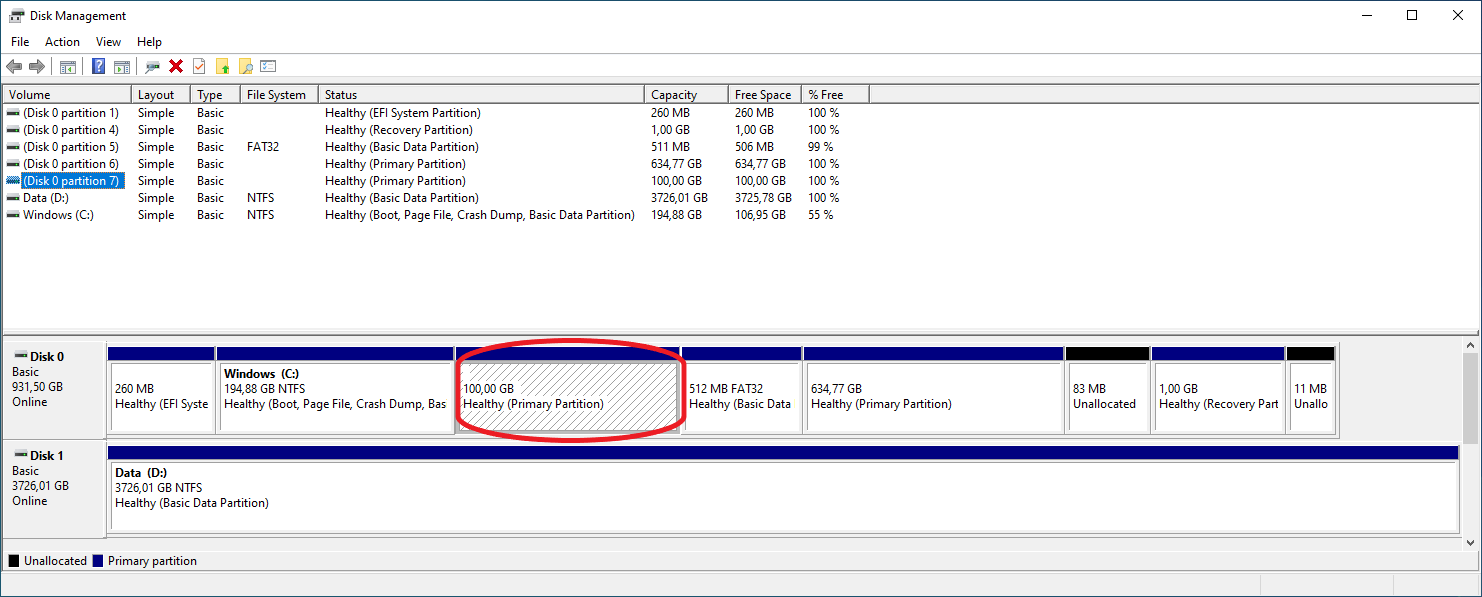 Disk Management
File Action View Help
Volume Layout Type File System Status Capacity Free Space % Free
(Disk 0 partition 1) Simple Basic Healthy (EFI System Partition) 260 MB 260 MB 100 %
(Disk 0 partition 4) Simple Basic Healthy (Recovery Partition) 1,00 GB 1,00 GB 100 %
(Disk 0 partition 5) Simple Basic FAT32 Healthy (Basic Data Partition) 511 MB 506 MB 99 %
(Disk 0 partition 6) Simple Basic Healthy (Primary Partition) 634,77 GB 634,77 GB 100 %
(Disk 0 partition 7) Simple Basic Healthy (Primary Partition) 100,00 GB 100,00 GB 100 %
Data (D:) Simple Basic NTFS Healthy (Basic Data Partition) 3726,01 GB 3725,78 GB 100 %
Windows (C:) Simple Basic NTFS Healthy (Boot, Page File, Crash Dump, Basic Data Partition) 194,88 GB 106,95 GB 55 %
Disk 0
Basic
931,50 GB
Online
260 MB
Healthy (EFI Syste
Windows (C:)
194,88 GB NTFS
Healthy (Boot, Page File, Crash Dump, Bas
100,00 GB
Healthy (Primary Partition)
512 MB FAT32
Healthy (Basic Data
634,77 GB
Healthy (Primary Partition)
83 MB
Unallocated
1,00 GB
Healthy (Recovery Part
11 MB
Unallo
Disk 1
Basic
3726,01 GB
Online
Data (D:)
3726,01 GB NTFS
Healthy (Basic Data Partition)
Unallocated Primary partition